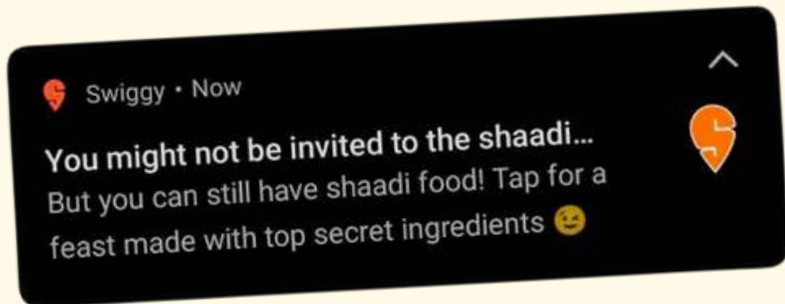 Swiggy • Now
You might not be invited to the shaadi...
But you can still have shaadi food! Tap for a
feast made with top secret ingredients 😉